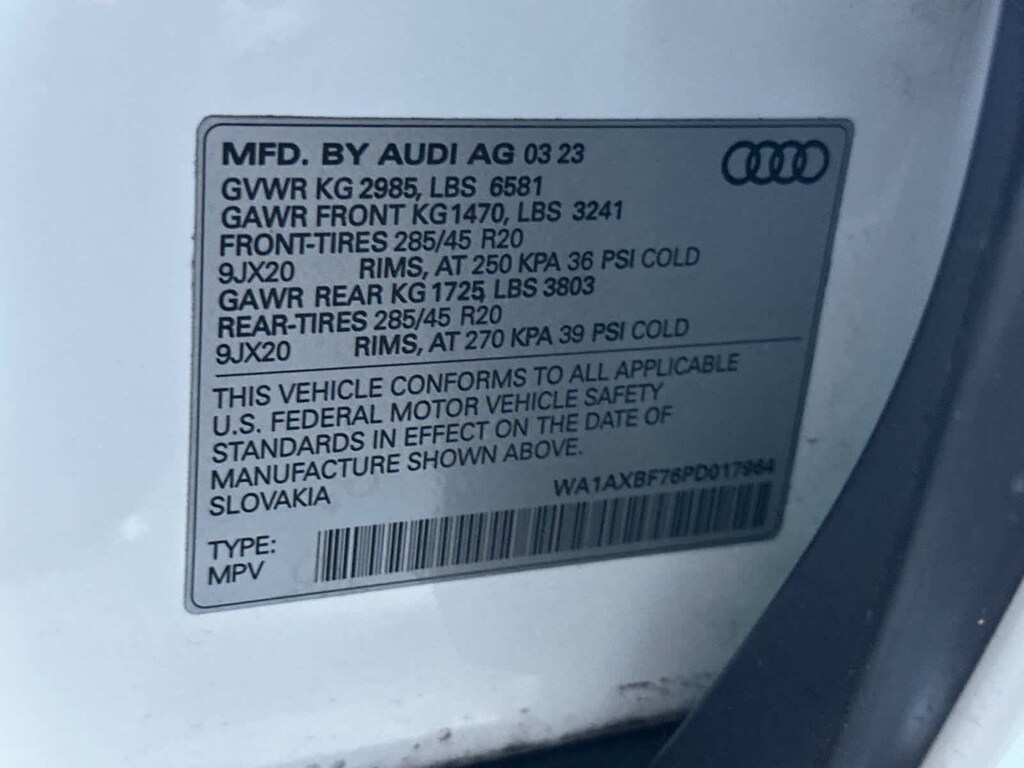 MFD. BY AUDI AG 03 23
GVWR KG 2985, LBS 6581
GAWR FRONT KG1470, LBS 3241
FRONT-TIRES 285/45 R20
9JX20 RIMS, AT 250 KPA 36 PSI COLD
GAWR REAR KG 1725, LBS 3803
REAR-TIRES 285/45 R20
9JX20 RIMS, AT 270 KPA 39 PSI COLD
THIS VEHICLE CONFORMS TO ALL APPLICABLE
U.S. FEDERAL MOTOR VEHICLE SAFETY
STANDARDS IN EFFECT ON THE DATE OF
MANUFACTURE SHOWN ABOVE.
SLOVAKIA WA1AXBF76PD017964
TYPE:
MPV